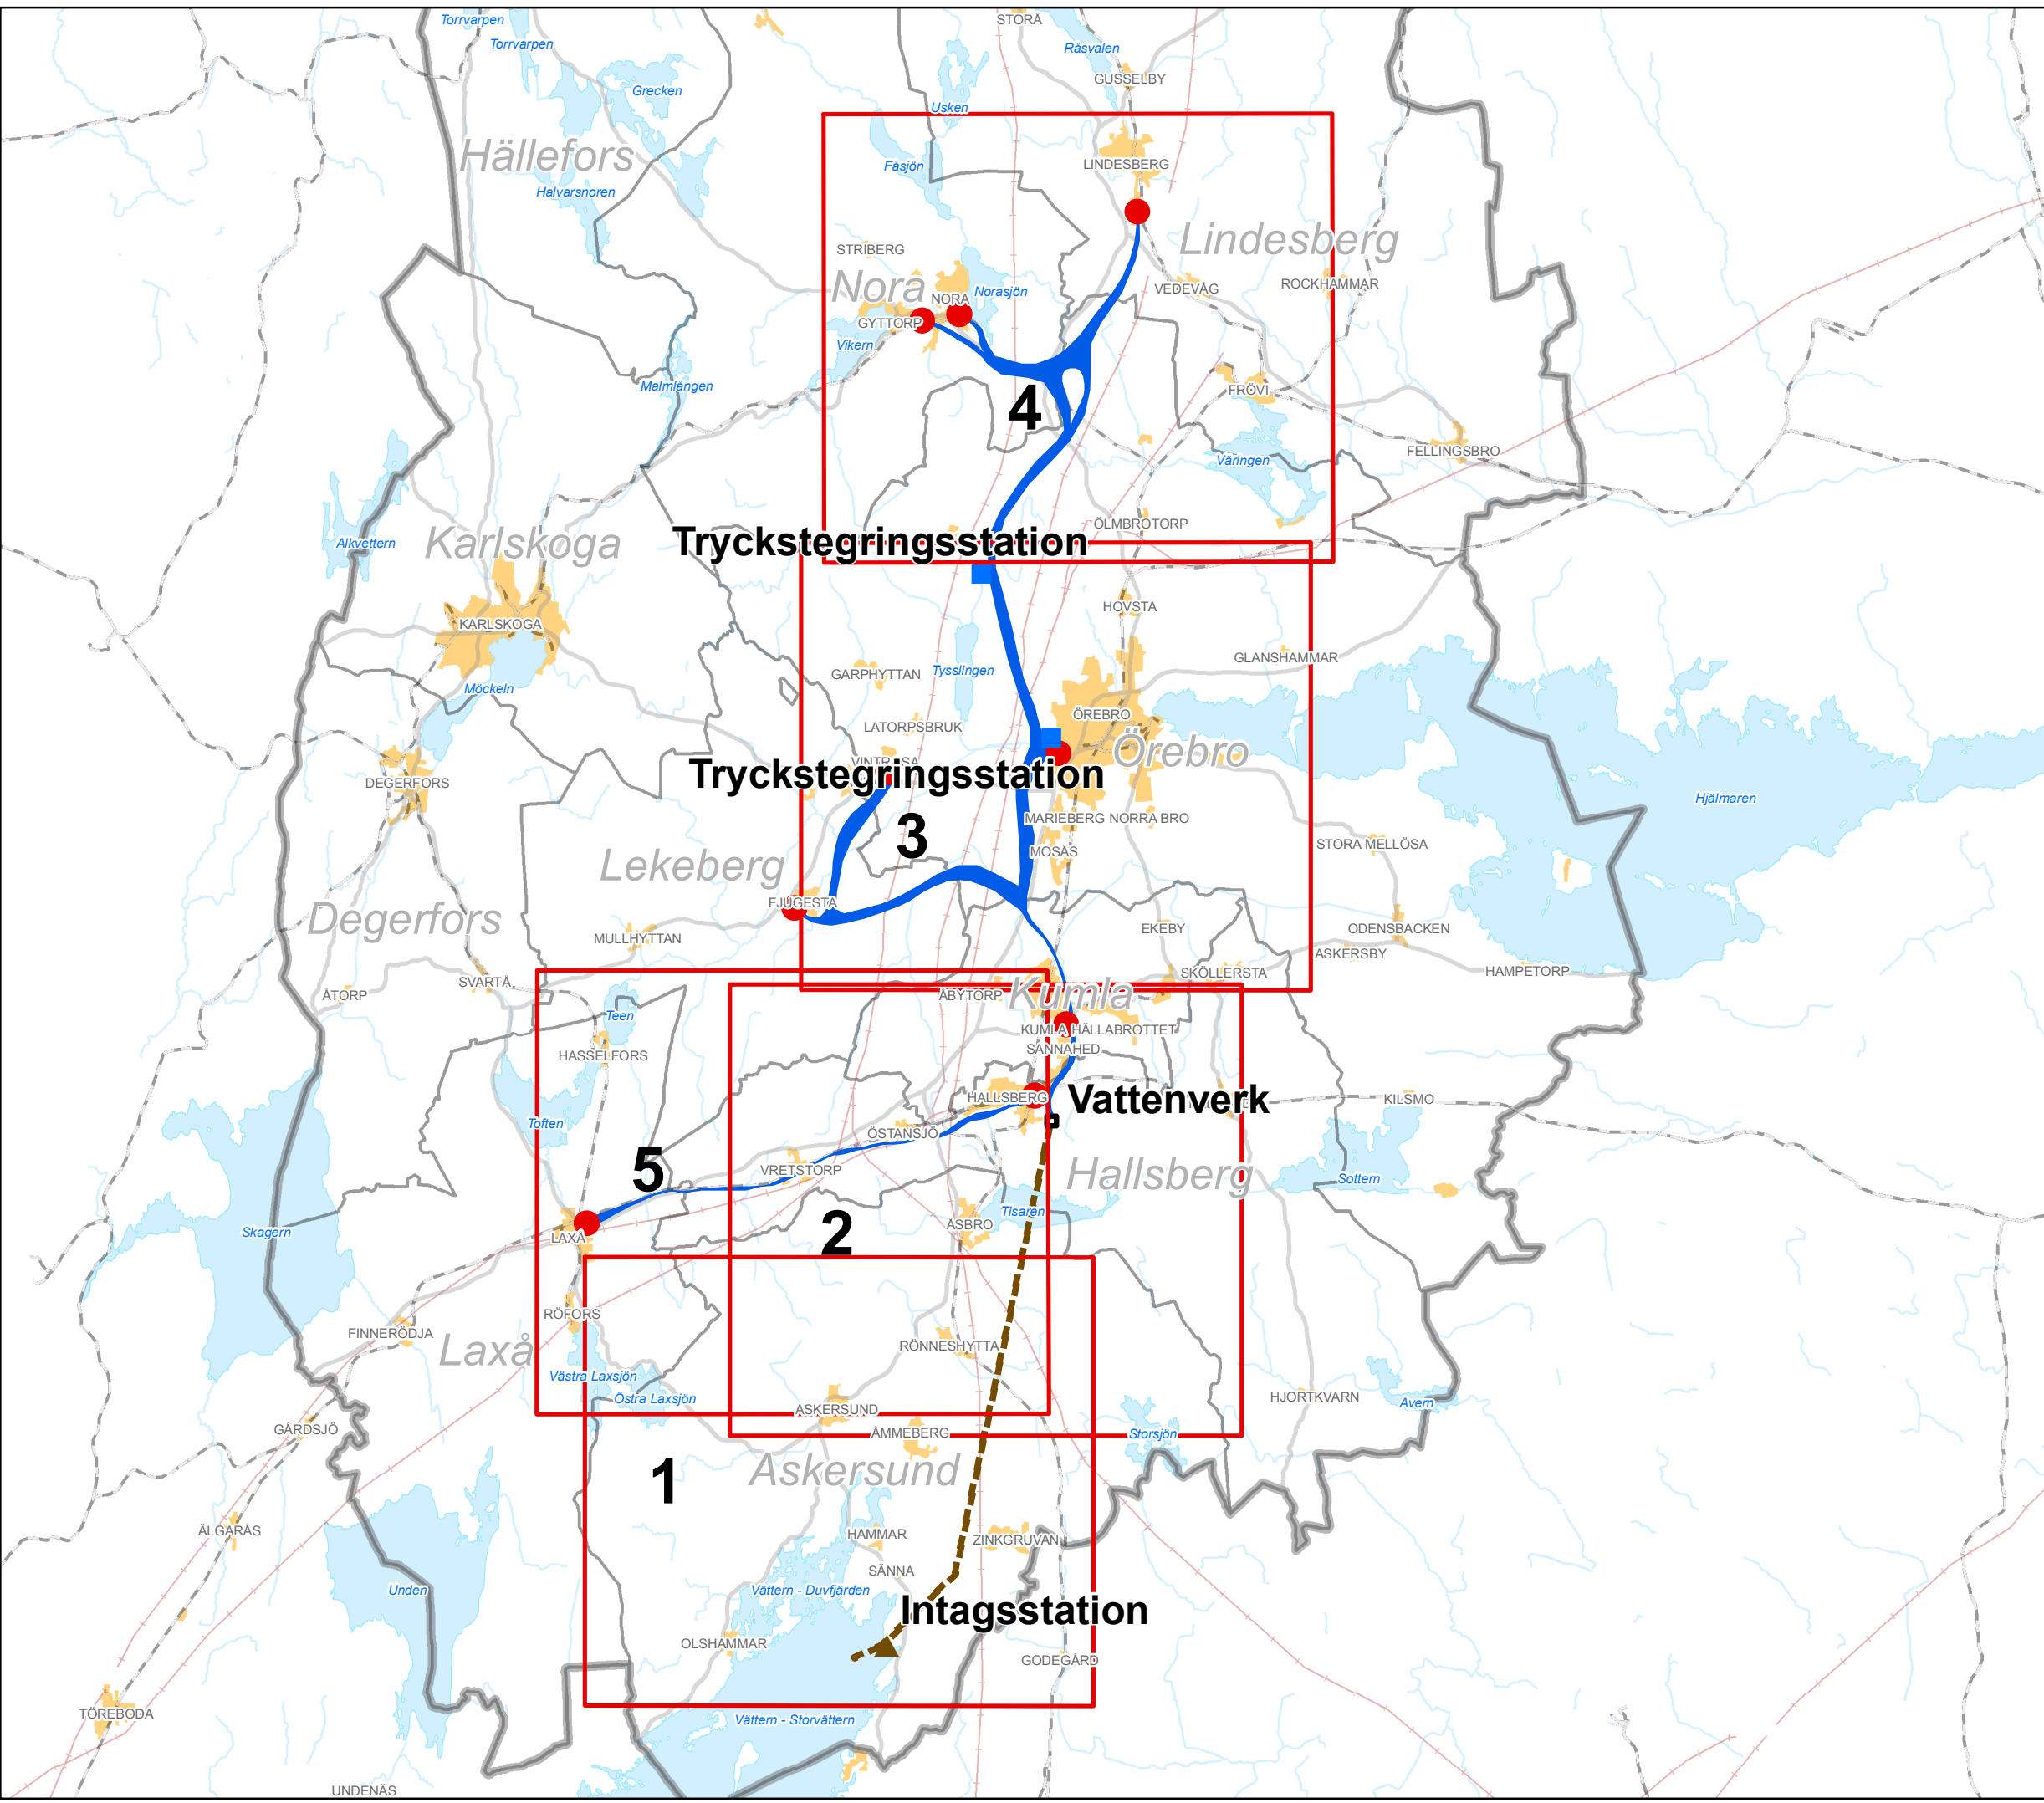 Torrvarpen
STORÅ
Torrvarpen
Råsvalen
GUSSELBY
Grecken
Usken
Hällefors
LINDESBERG
Fåsjön
Halvarsnoren
Lindesberg
STRIBERG
ROCKHAMMAR
Nora
VEDEVÅG
Norasjön
NORA
GYTTORP
Vikern
Malmlången
FRÖVI
4
FELLINGSBRO
Väringen
ÖLMBROTORP
Karlskoga
Alkvettern
Tryckstegringsstation
HOVSTA
KARLSKOGA
GLANSHAMMAR
GARPHYTTAN
Tysslingen
Möckeln
ÖREBRO
LATORPSBRUK
Örebro
DEGERFORS
Tryckstegringsstation
Hjälmaren
MARIEBERG
NORRA BRO
3
STORA MELLÖSA
MOSÅS
Lekeberg
FJUGESTA
Degerfors
EKEBY
ODENSBACKEN
MULLHYTTAN
ASKERSBY
SKÖLLERSTA
HAMPETORP
SVARTÅ
ÅTORP
ÅBYTORP
Kumla
Teen
KUMLA
HÄLLABROTTET
SANNAHED
HASSELFORS
HALLSBERG
Vattenverk
KILSMO
Toften
ÖSTANSJÖ
5
VRETSTORP
Hallsberg
Sottern
Tisaren
ÅSBRO
Skagern
2
LAXÅ
RÖFORS
FINNERÖDJA
Laxå
RÖNNESHYTTA
Västra Laxsjön
Östra Laxsjön
HJORTKVARN
Avern
ASKERSUND
GÅRDSJÖ
ÅMMEBERG
Storsjön
Askersund
1
ÄLGARÅS
HAMMAR
ZINKGRUVAN
SÄNNA
Unden
Vättern - Duvfjärden
Intagsstation
OLSHAMMAR
GODEGÅRD
TÖREBODA
Vättern - Storvättern
UNDENÄS